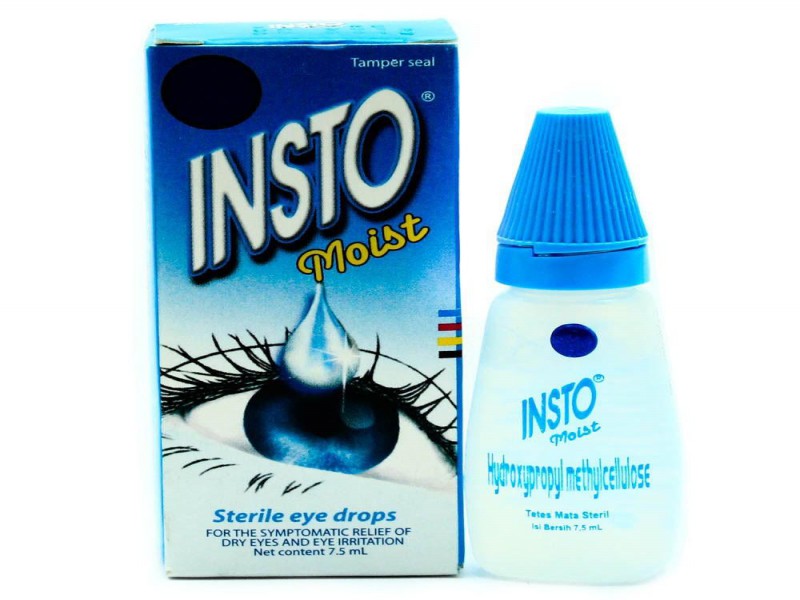 Tamper seal
INSTO®
Moist
Sterile eye drops
FOR THE SYMPTOMATIC RELIEF OF
DRY EYES AND EYE IRRITATION
Net content 7.5 mL
INSTO®
Moist
Hydroxypropyl methylcellulose
Tetes Mata Steril
Isi Bersih 7.5 mL